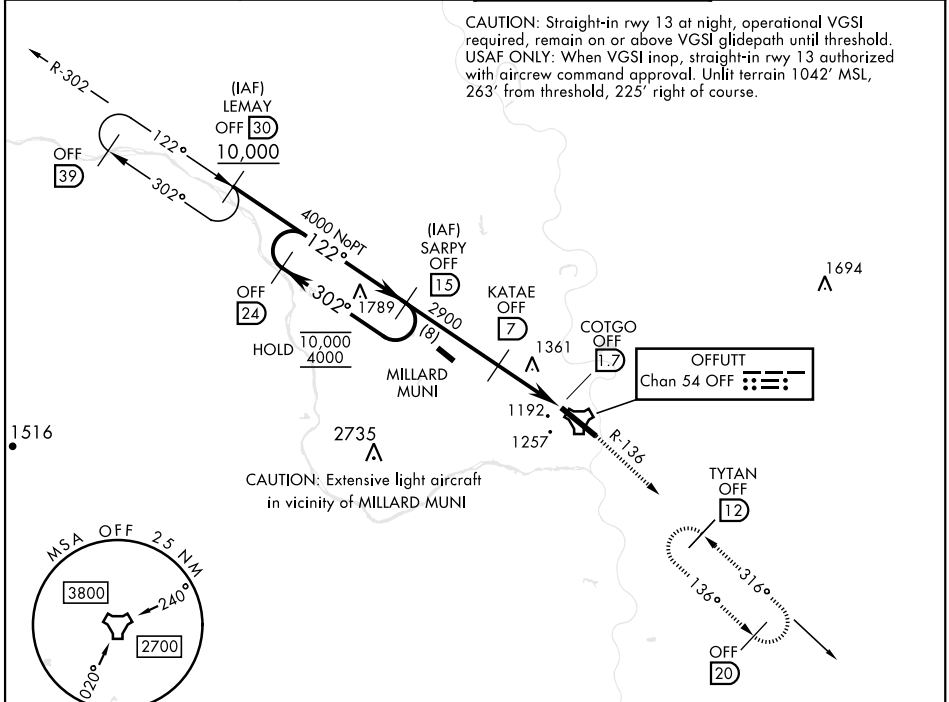 CAUTION: Straight-in rwy 13 at night, operational VGSI
required, remain on or above VGSI glidepath until threshold.
USAF ONLY: When VGSI inop, straight-in rwy 13 authorized
with aircrew command approval. Unlit terrain 1042' MSL,
263' from threshold, 225' right of course.
R-302
(IAF)
LEMAY
OFF 30
10,000
122°
302°
OFF
39
4000 NoPT
122°
302°
(IAF)
SARPY
OFF
15
1694
OFF
24
1789
2900
(8)
KATAE
OFF
7
HOLD
10,000
4000
MILLARD
MUNI
1361
COTGO
OFF
1.7
OFFUTT
Chan 54 OFF
1192
1257
R-136
1516
2735
CAUTION: Extensive light aircraft
in vicinity of MILLARD MUNI
TYTAN
OFF
12
316°
136°
OFF
20
MSA OFF 25 NM
3800
240°
2700
020°